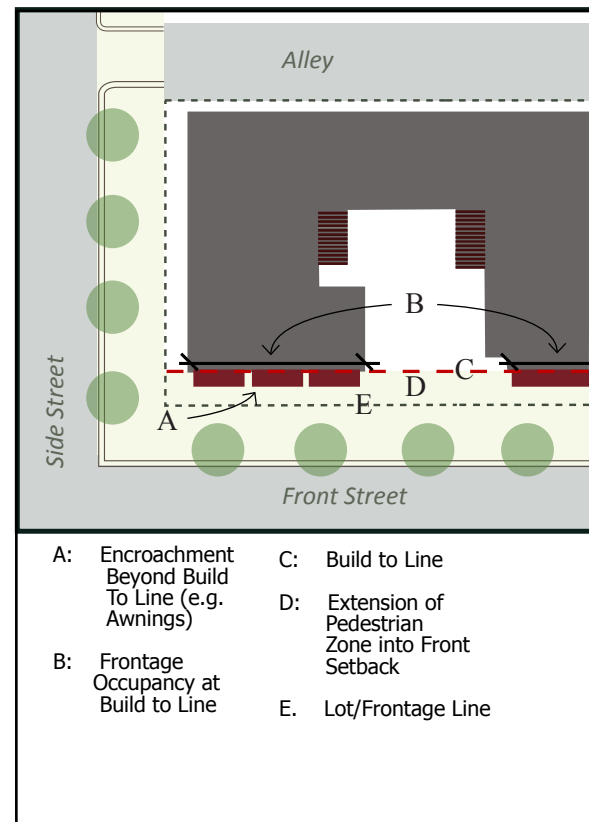 Alley
B
C
D
E
A
Side Street
Front Street
A: Encroachment
Beyond Build
To Line (e.g.
Awnings)
B: Frontage
Occupancy at
Build to Line
C: Build to Line
D: Extension of
Pedestrian
Zone into Front
Setback
E. Lot/Frontage Line